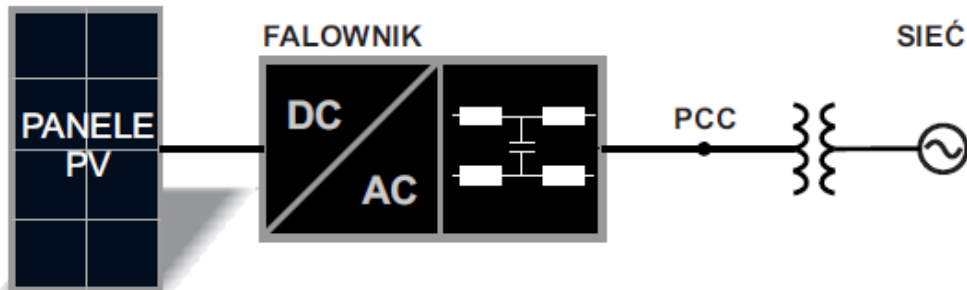 FALOWNIK
SIEĆ
PANELE
PV
DC
AC
PCC